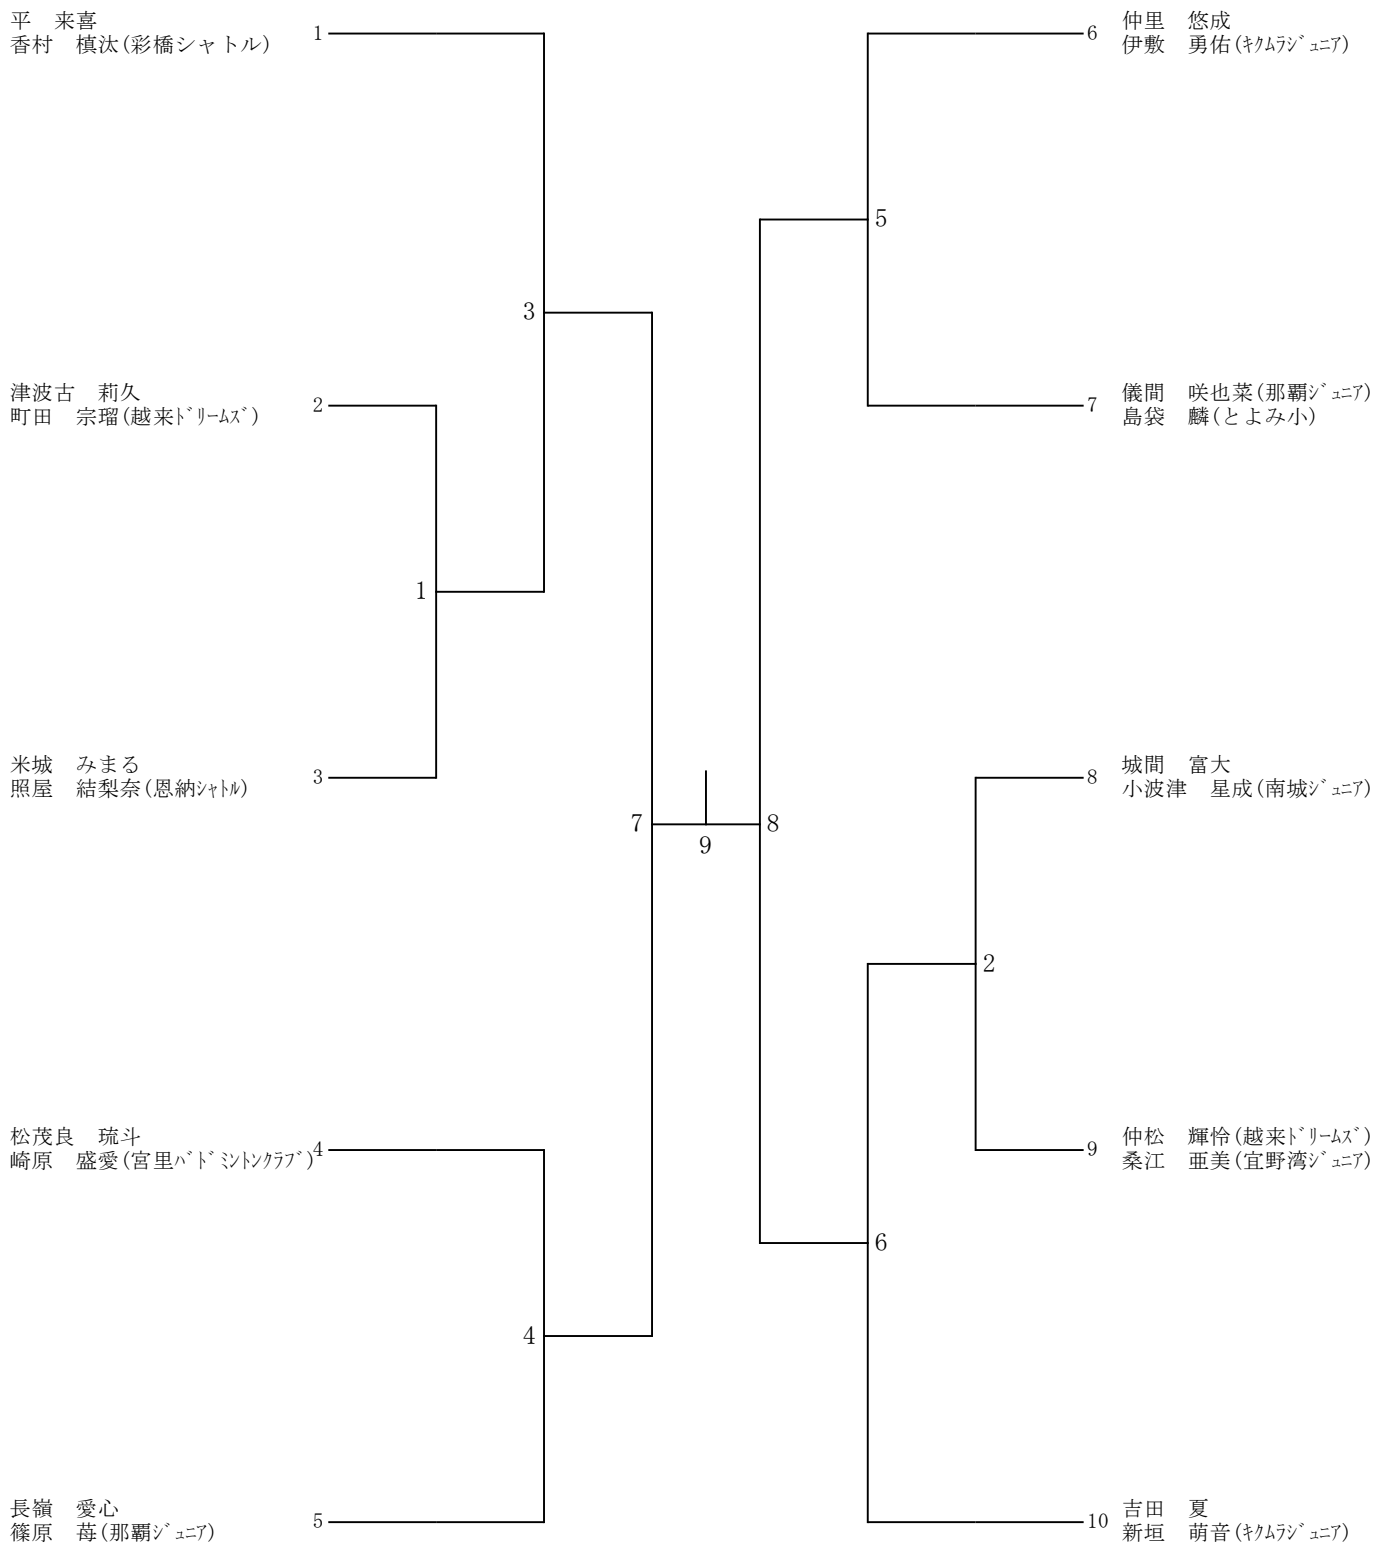 平　来喜
香村　槙汰(彩橋シャトル)
1
津波古　莉久
町田　宗瑠(越来ﾄﾞﾘｰﾑｽﾞ)
2
米城　みまる
照屋　結梨奈(恩納ｼｬﾄﾙ)
3
松茂良　琉斗
崎原　盛愛(宮里ﾊﾞﾄﾞﾐﾝﾄﾝｸﾗﾌﾞ)
4
長嶺　愛心
篠原　苺(那覇ｼﾞｭﾆｱ)
5
3
1
4
7
9
8
5
2
6
6
仲里　悠成
伊敷　勇佑(ｷｸﾑﾗｼﾞｭﾆｱ)
7
儀間　咲也菜(那覇ｼﾞｭﾆｱ)
島袋　麟(とよみ小)
8
城間　富大
小波津　星成(南城ｼﾞｭﾆｱ)
9
仲松　輝怜(越来ﾄﾞﾘｰﾑｽﾞ)
桑江　亜美(宜野湾ｼﾞｭﾆｱ)
10
吉田　夏
新垣　萌音(ｷｸﾑﾗｼﾞｭﾆｱ)